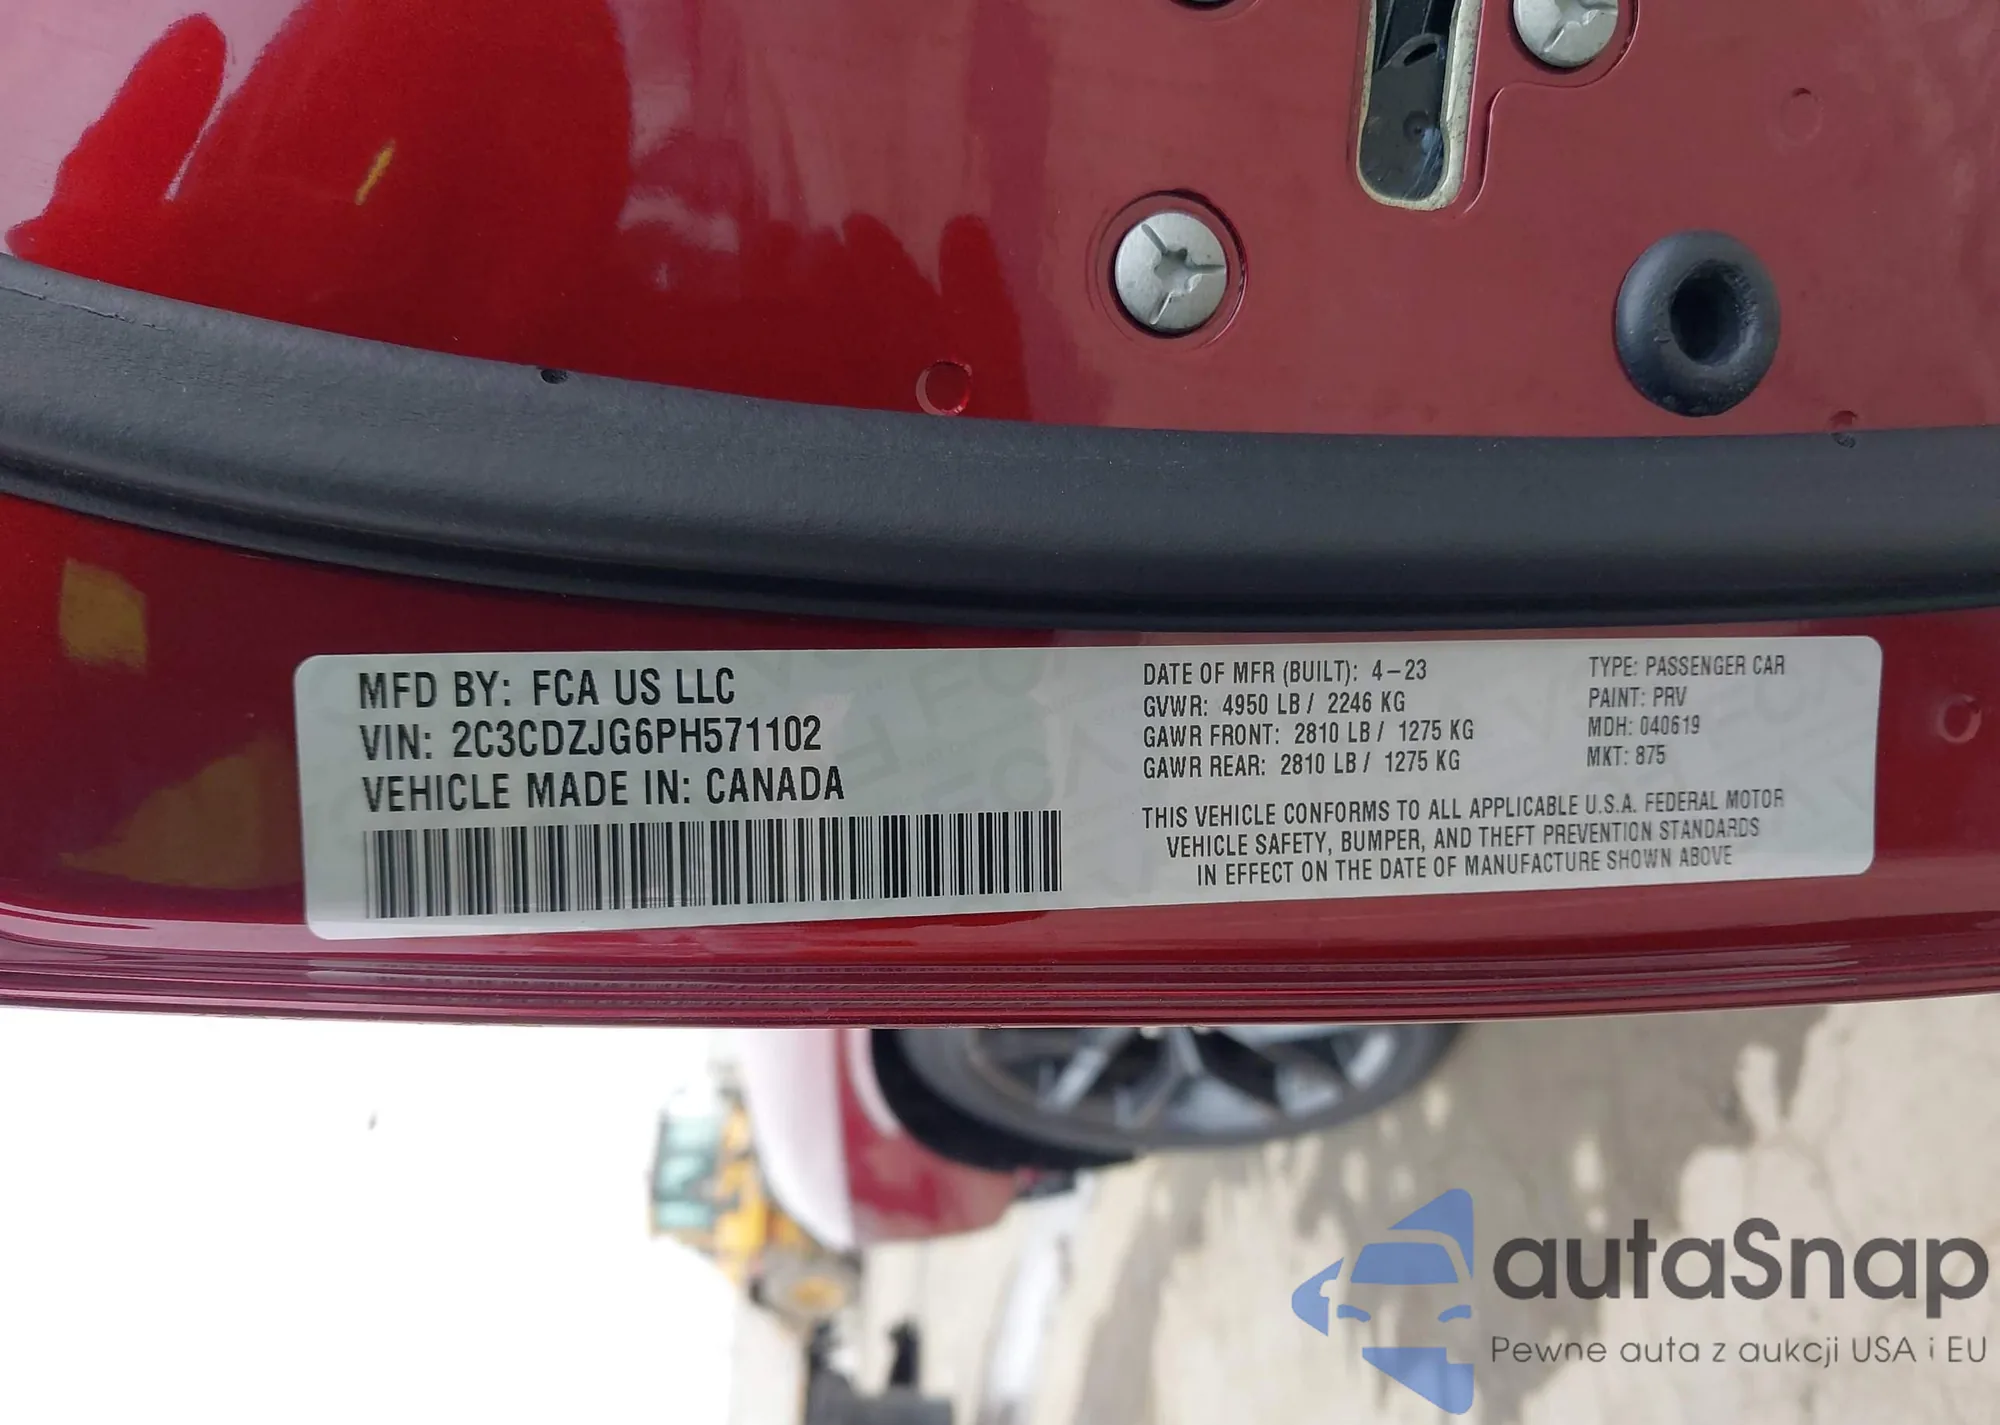 MFD BY: FCA US LLC
VIN: 2C3CDZJG6PH571102
VEHICLE MADE IN: CANADA
DATE OF MFR (BUILT): 4-23
GVWR: 4950 LB / 2246 KG
GAWR FRONT: 2810 LB / 1275 KG
GAWR REAR: 2810 LB / 1275 KG
TYPE: PASSENGER CAR
PAINT: PRV
MDH: 040619
MKT: 875
THIS VEHICLE CONFORMS TO ALL APPLICABLE U.S.A. FEDERAL MOTOR
VEHICLE SAFETY, BUMPER, AND THEFT PREVENTION STANDARDS
IN EFFECT ON THE DATE OF MANUFACTURE SHOWN ABOVE
autaSnap
Pewne auta z aukcji USA i EU